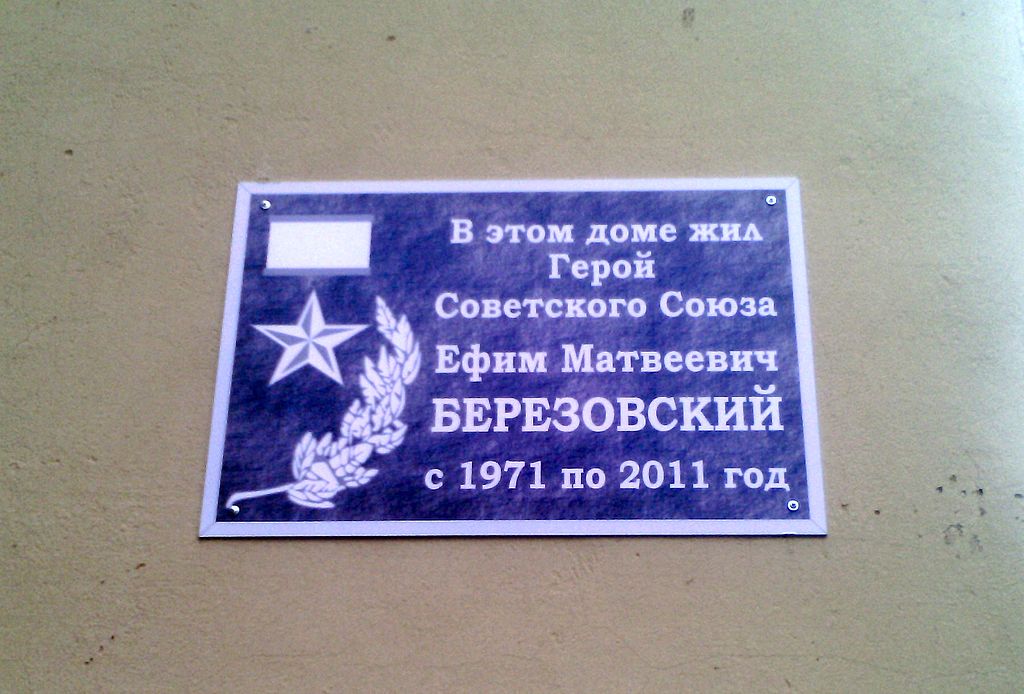 В этом доме жил
Герой
Советского Союза
Ефим Матвеевич
БЕРЕЗОВСКИЙ
с 1971 по 2011 год